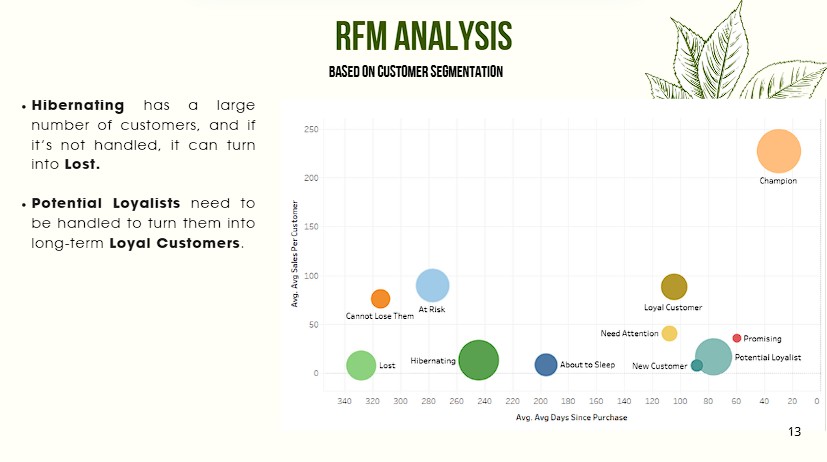 RFM ANALYSIS
BASED ON CUSTOMER SEGMENTATION
• Hibernating has a large
number of customers, and if
it's not handled, it can turn
into Lost.
• Potential Loyalists need to
be handled to turn them into
long-term Loyal Customers.
Avg. Avg Sales Per Customer
250
200
150
100
50
0
Champion
Cannot Lose Them
At Risk
Loyal Customer
Need Attention
Promising
Lost
Hibernating
About to Sleep
New Customer
Potential Loyalist
340 320 300 280 260 240 220 200 180 160 140 120 100 80 60 40 20 0
Avg. Avg Days Since Purchase
13